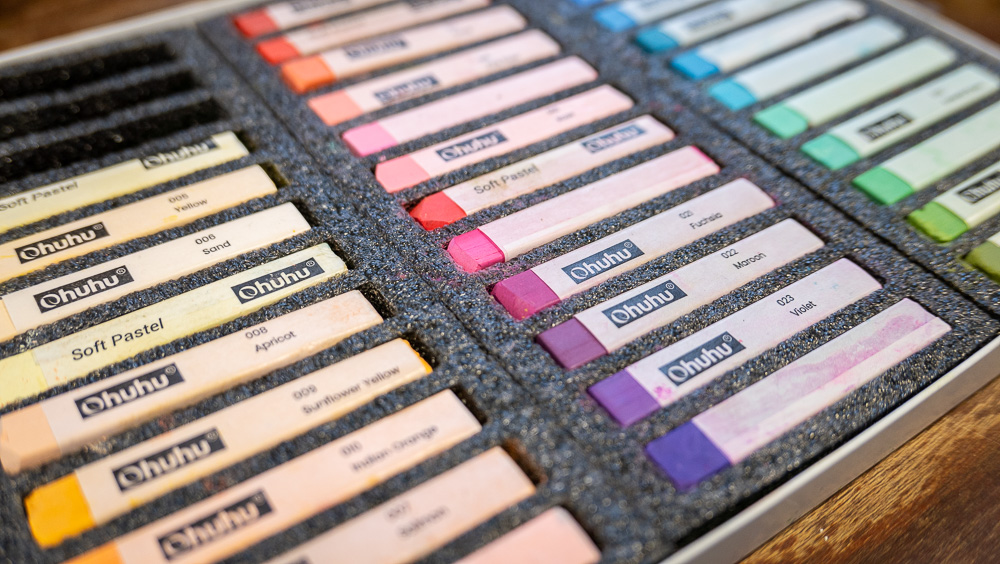 Ohuhu®
Soft Pastel
005
Yellow
Ohuhu®
006
Sand
Ohuhu®
Ohuhu®
Soft Pastel
008
Apricot
Ohuhu®
009
Sunflower Yellow
Ohuhu®
010
Indian Orange
Ohuhu®
Ohuhu
Ohuhu
Soft Pastel
021
Fuchsia
Ohuhu®
022
Maroon
Ohuhu®
023
Violet
Ohuhu®